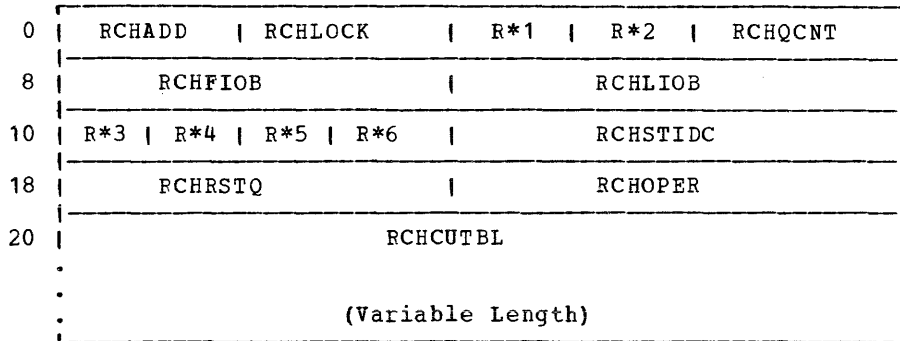 0 | RCHADD | RCHLOCK | R*1 | R*2 | RCHQCNT
8 | RCHFIOB | RCHLIOB
10 | R*3 | R*4 | R*5 | R*6 | RCHSTIDC
18 | RCHRSTQ | RCHOPER
20 | RCHCUTBL
(Variable Length)